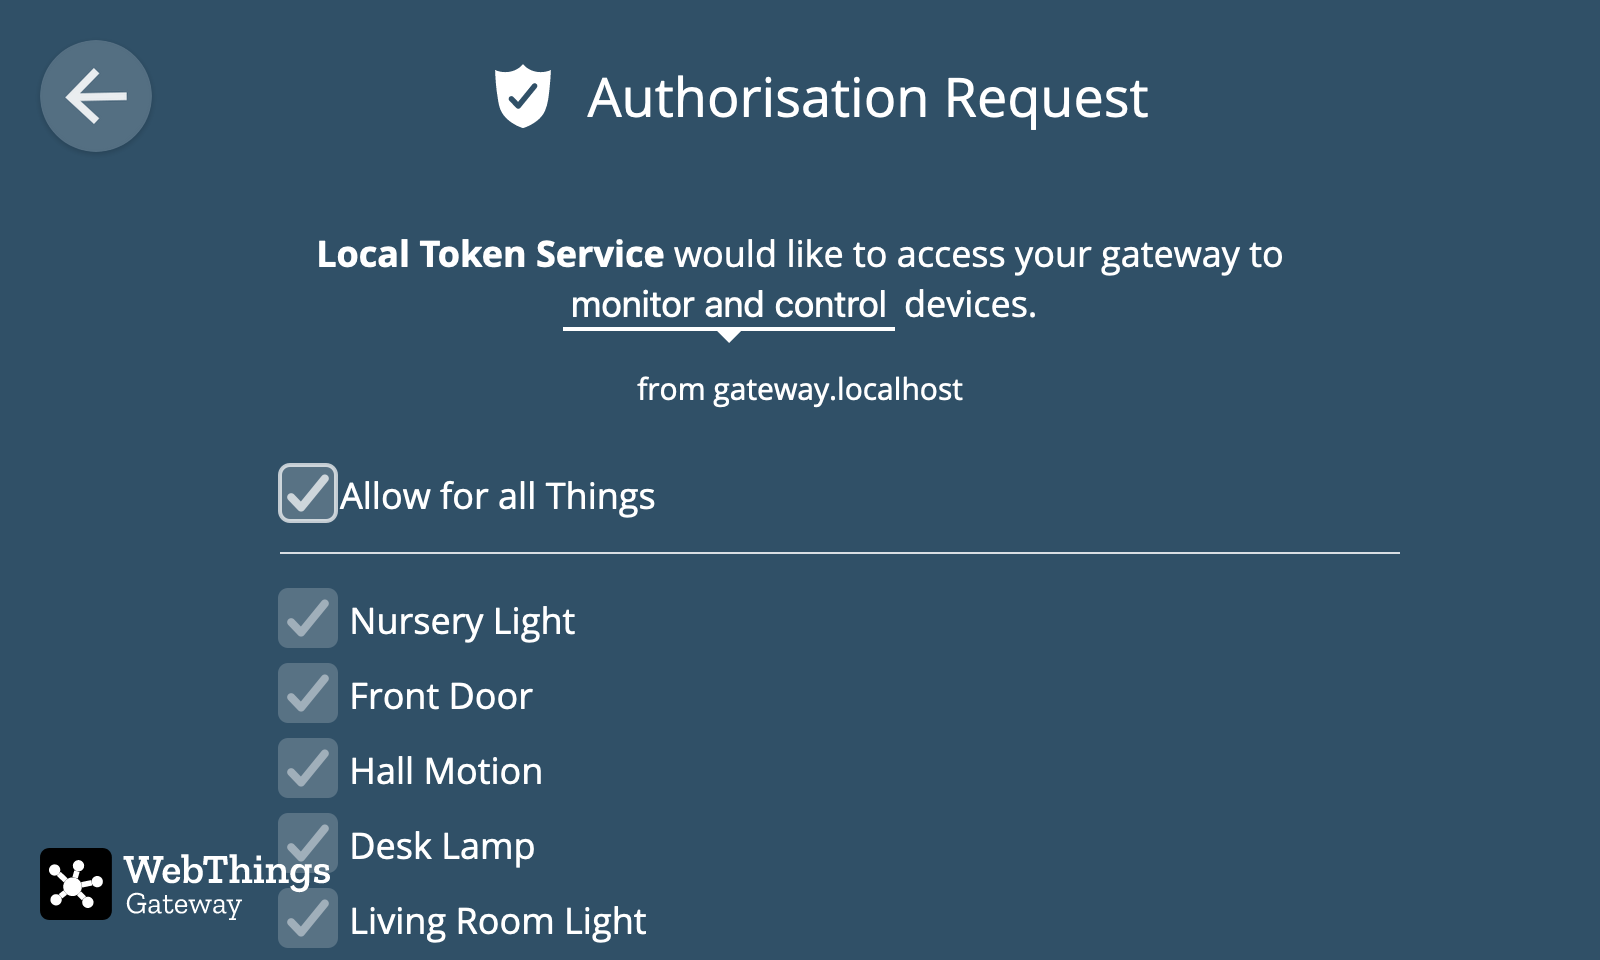 Authorisation Request
Local Token Service would like to access your gateway to
monitor and control devices.
from gateway.localhost
Allow for all Things
Nursery Light
Front Door
Hall Motion
Desk Lamp
WebThings
Gateway
Living Room Light